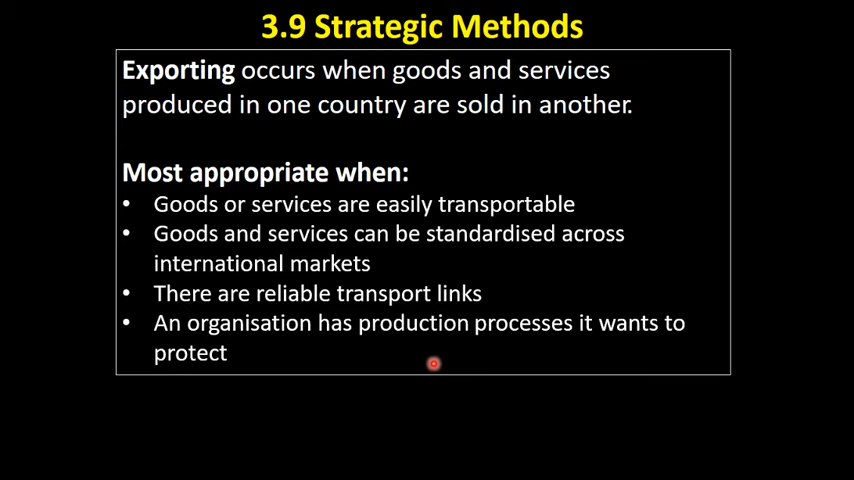 3.9 Strategic Methods
Exporting occurs when goods and services
produced in one country are sold in another.
Most appropriate when:
• Goods or services are easily transportable
• Goods and services can be standardised across
international markets
• There are reliable transport links
• An organisation has production processes it wants to
protect